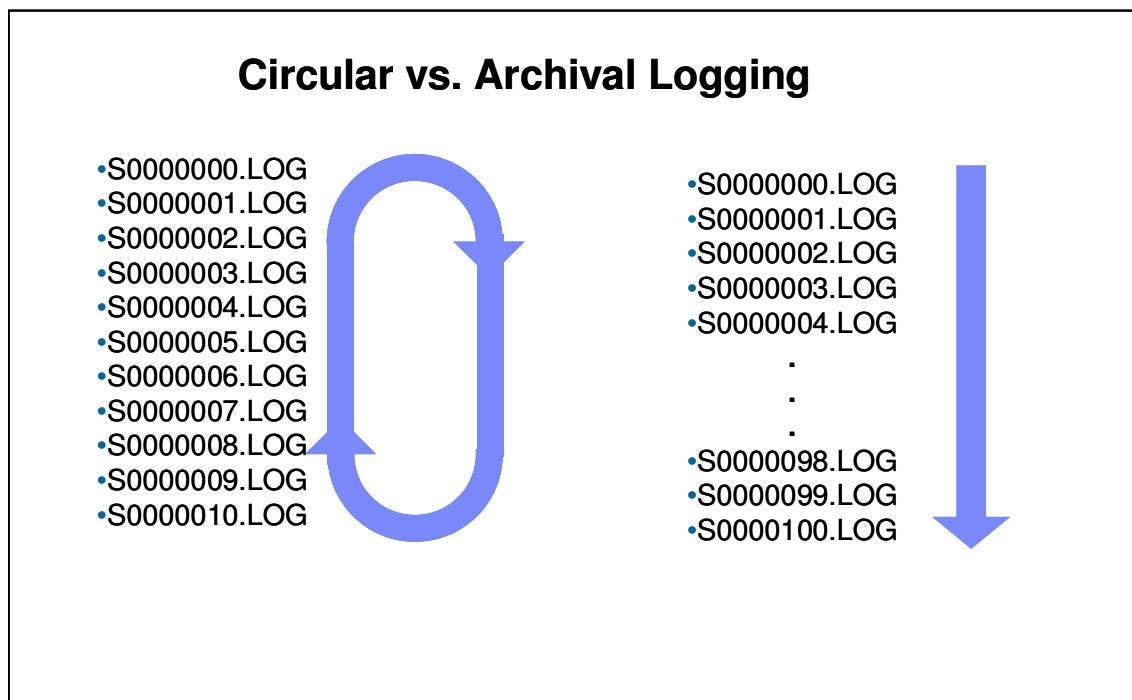 Circular vs. Archival Logging
•S0000000.LOG
•S0000001.LOG
•S0000002.LOG
•S0000003.LOG
•S0000004.LOG
•S0000005.LOG
•S0000006.LOG
•S0000007.LOG
•S0000008.LOG
•S0000009.LOG
•S0000010.LOG
•S0000000.LOG
•S0000001.LOG
•S0000002.LOG
•S0000003.LOG
•S0000004.LOG
.
.
.
•S0000098.LOG
•S0000099.LOG
•S0000100.LOG